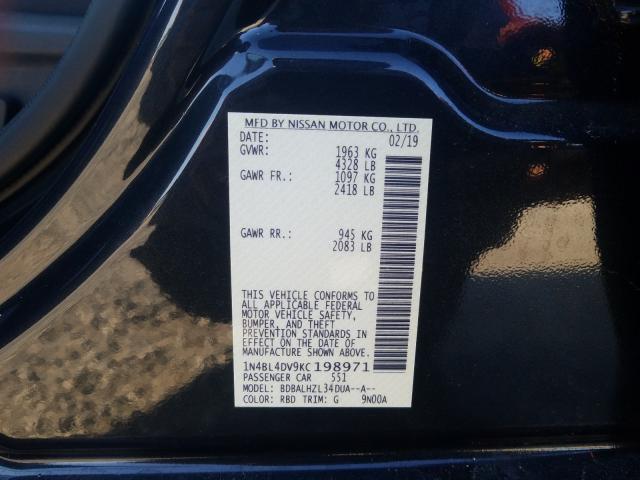 MFD BY NISSAN MOTOR CO., LTD.
DATE: 02/19
GVWR: 1963 KG
4328 LB
GAWR FR.: 1097 KG
2418 LB
GAWR RR.: 945 KG
2083 LB
THIS VEHICLE CONFORMS TO
ALL APPLICABLE FEDERAL
MOTOR VEHICLE SAFETY,
BUMPER, AND THEFT
PREVENTION STANDARDS IN
EFFECT ON THE DATE OF
MANUFACTURE SHOWN ABOVE.
1N4BL4DV9KC198971
PASSENGER CAR 551
MODEL: BDBALHZL34DUA--A--
COLOR: RBD TRIM: G 9N00A